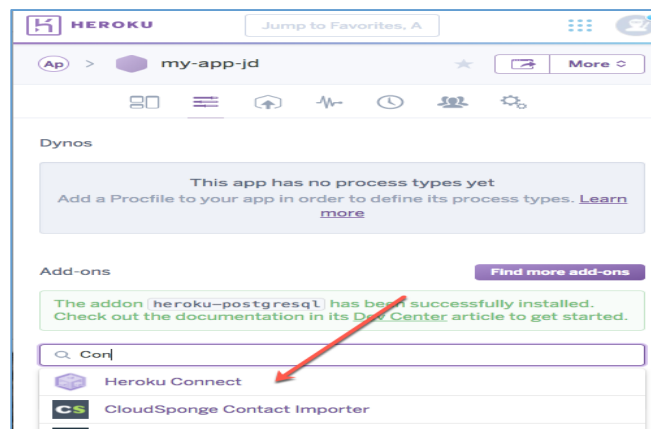 HEROKU
Jump to Favorites, A
Ap > my-app-jd
More
Dynos
This app has no process types yet
Add a Procfile to your app in order to define its process types. Learn
more
Add-ons
Find more add-ons
The addon heroku-postgresql has been successfully installed.
Check out the documentation in its Dev Center article to get started.
Con
Heroku Connect
CS CloudSponge Contact Importer